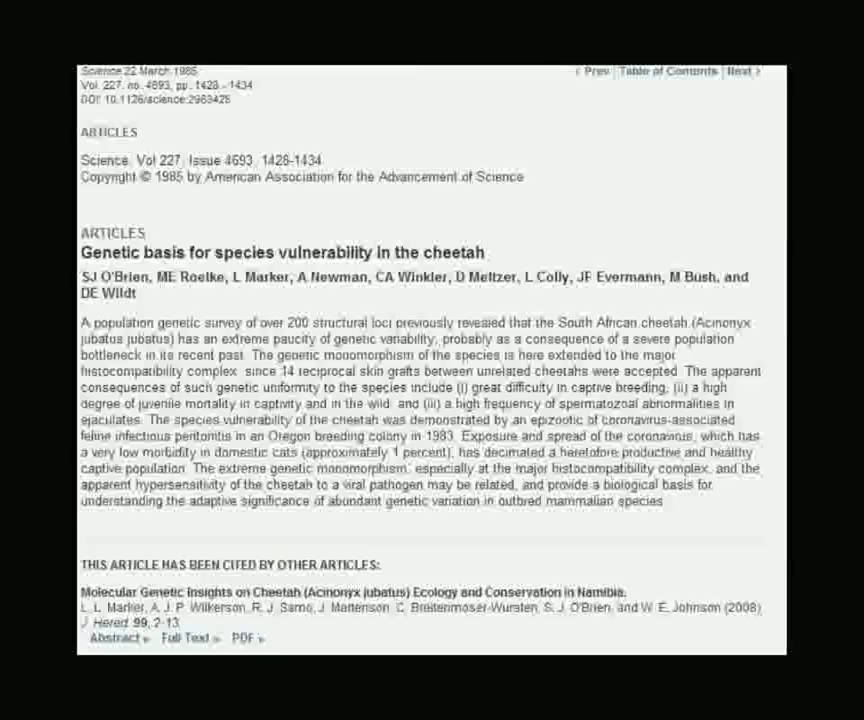 Science 22 March 1985
‹ Prev | Table of Contents | Next ›
Vol. 227, no. 4693, pp. 1428 - 1434
DOI: 10.1126/science.2983425
ARTICLES
Science, Vol 227, Issue 4693, 1428-1434
Copyright © 1985 by American Association for the Advancement of Science
ARTICLES
Genetic basis for species vulnerability in the cheetah
SJ O'Brien, ME Roelke, L Marker, A Newman, CA Winkler, D Meltzer, L Colly, JF Evermann, M Bush, and
DE Wildt
A population genetic survey of over 200 structural loci previously revealed that the South African cheetah (Acinonyx
jubatus jubatus) has an extreme paucity of genetic variability, probably as a consequence of a severe population
bottleneck in its recent past. The genetic monomorphism of the species is here extended to the major
histocompatibility complex, since 14 reciprocal skin grafts between unrelated cheetahs were accepted. The apparent
consequences of such genetic uniformity to the species include (i) great difficulty in captive breeding, (ii) a high
degree of juvenile mortality in captivity and in the wild, and (iii) a high frequency of spermatozoal abnormalities in
ejaculates. The species vulnerability of the cheetah was demonstrated by an epizootic of coronavirus-associated
feline infectious peritonitis in an Oregon breeding colony in 1983. Exposure and spread of the coronavirus, which has
a very low morbidity in domestic cats (approximately 1 percent), has decimated a heretofore productive and healthy
captive population. The extreme genetic monomorphism, especially at the major histocompatibility complex, and the
apparent hypersensitivity of the cheetah to a viral pathogen may be related, and provide a biological basis for
understanding the adaptive significance of abundant genetic variation in outbred mammalian species.
THIS ARTICLE HAS BEEN CITED BY OTHER ARTICLES:
Molecular Genetic Insights on Cheetah (Acinonyx jubatus) Ecology and Conservation in Namibia.
L. L. Marker, A. J. P. Wilkerson, R. J. Sarno, J. Martenson, C. Breitenmoser-Wursten, S. J. O'Brien, and W. E. Johnson (2008)
J. Hered. 99, 2-13
Abstract » Full Text » PDF »